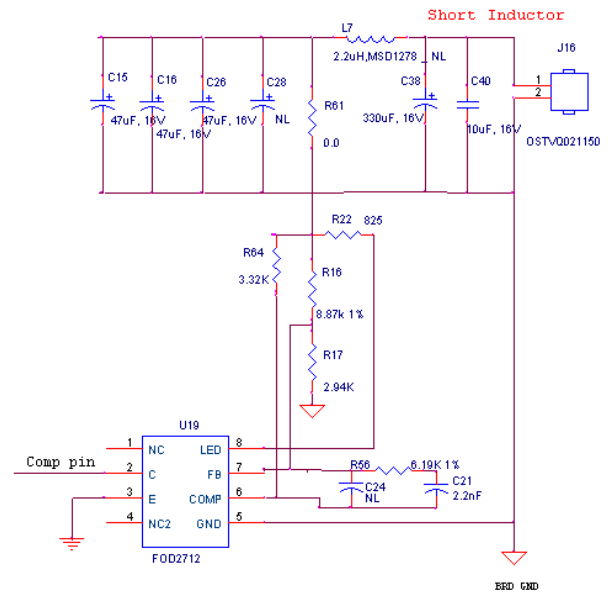 Short Inductor
L7
J16
2.2uH,MSD1278
NL
C15
C16
C26
C28
C38
C40
1
2
R61
47uF, 16V
47uF, 16V
47uF, 16V
NL
330uF, 16V
10uF, 16V
0.0
OSTVQ021150
R22
825
R64
3.32K
R16
8.87k 1%
R17
2.94K
U19
1
NC
LED
8
Comp pin
2
C
FB
7
R56
6.19K 1%
3
E
COMP
6
C24
NL
C21
2.2nF
4
NC2
GND
5
FOD2712
BRD GND